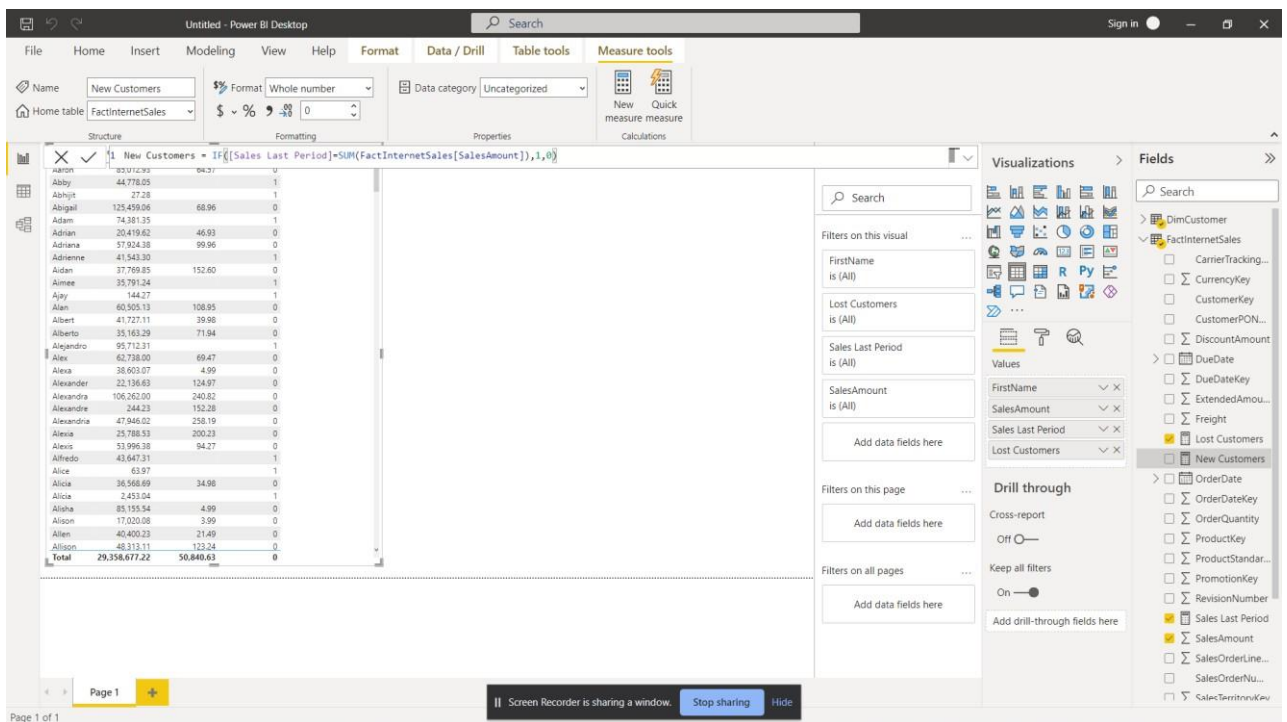 Untitled - Power BI Desktop
Search
Sign in
File Home Insert Modeling View Help Format Data / Drill Table tools Measure tools
Name New Customers
Home table FactInternetSales
Structure
Format Whole number
$ % 0
Formatting
Data category Uncategorized
Properties
New measure
Quick measure
Calculations
1 New Customers = IF([Sales Last Period]=SUM(FactInternetSales[SalesAmount]),1,0)
Aaron 85,012.93 64.57 0
Abby 44,778.05 1
Abhijit 27.28 1
Abigail 125,459.06 68.96 0
Adam 74,381.35 1
Adrian 20,419.62 46.93 0
Adriana 57,924.38 99.96 0
Adrienne 41,543.30 1
Aidan 37,769.85 152.60 0
Aimee 35,791.24 1
Ajay 144.27 1
Alan 60,505.13 108.95 0
Albert 41,727.11 39.98 0
Alberto 35,163.29 71.94 0
Alejandro 95,712.31 1
Alex 62,738.00 69.47 0
Alexa 38,603.07 4.99 0
Alexander 22,136.63 124.97 0
Alexandra 106,262.00 240.82 0
Alexandre 244.23 152.28 0
Alexandria 47,946.02 258.19 0
Alexia 25,788.53 200.23 0
Alexis 53,996.38 94.27 0
Alfredo 43,647.31 1
Alice 63.97 1
Alicia 36,568.69 34.98 0
Alícia 2,453.04 1
Alisha 85,155.54 4.99 0
Alison 17,020.08 3.99 0
Allen 40,400.23 21.49 0
Allison 48,313.11 123.24 0
Total 29,358,677.22 50,840.63 0
Search
Filters on this visual ...
FirstName
is (All)
Lost Customers
is (All)
Sales Last Period
is (All)
SalesAmount
is (All)
Add data fields here
Filters on this page ...
Add data fields here
Filters on all pages ...
Add data fields here
Visualizations
R Py
...
Values
FirstName
SalesAmount
Sales Last Period
Lost Customers
Drill through
Cross-report
Off
Keep all filters
On
Add drill-through fields here
Fields
Search
DimCustomer
FactInternetSales
CarrierTracking...
CurrencyKey
CustomerKey
CustomerPON...
DiscountAmount
DueDate
DueDateKey
ExtendedAmou...
Freight
Lost Customers
New Customers
OrderDate
OrderDateKey
OrderQuantity
ProductKey
ProductStandar...
PromotionKey
RevisionNumber
Sales Last Period
SalesAmount
SalesOrderLine...
SalesOrderNu...
SalesTerritoryKey
Page 1
Screen Recorder is sharing a window. Stop sharing Hide
Page 1 of 1